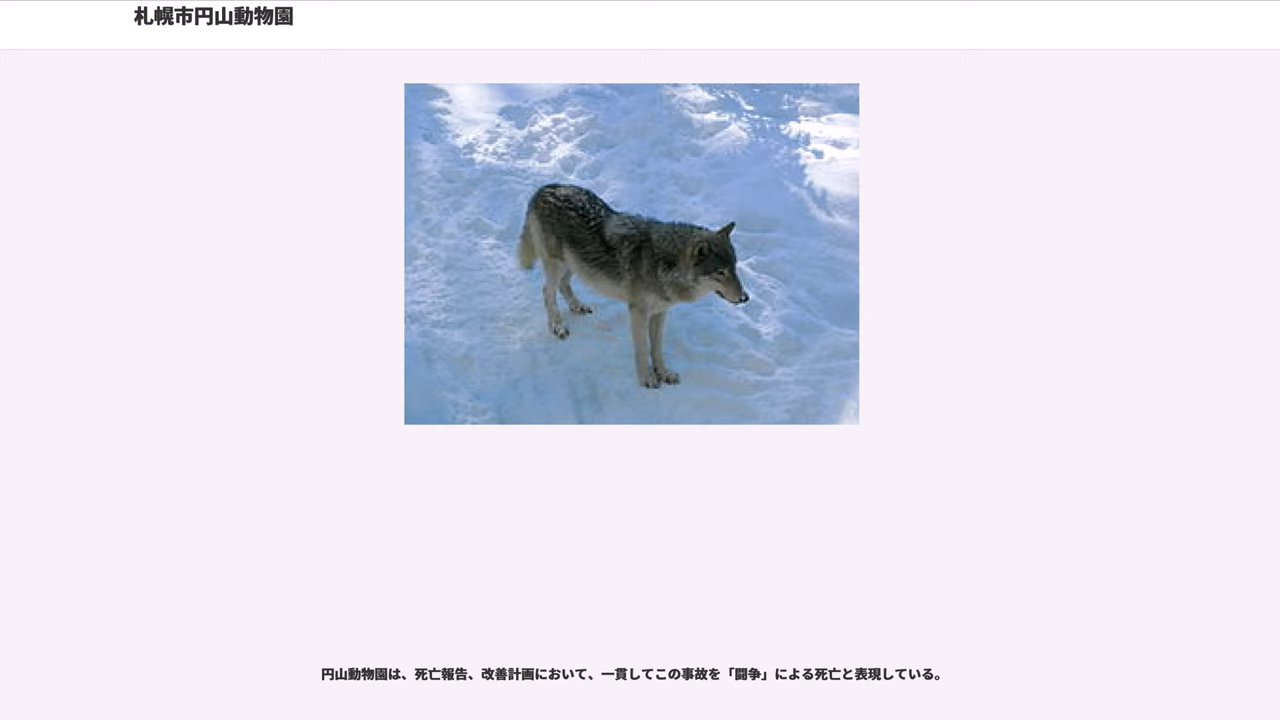 札幌市円山動物園
円山動物園は、死亡報告、改善計画において、一貫してこの事故を「闘争」による死亡と表現している。